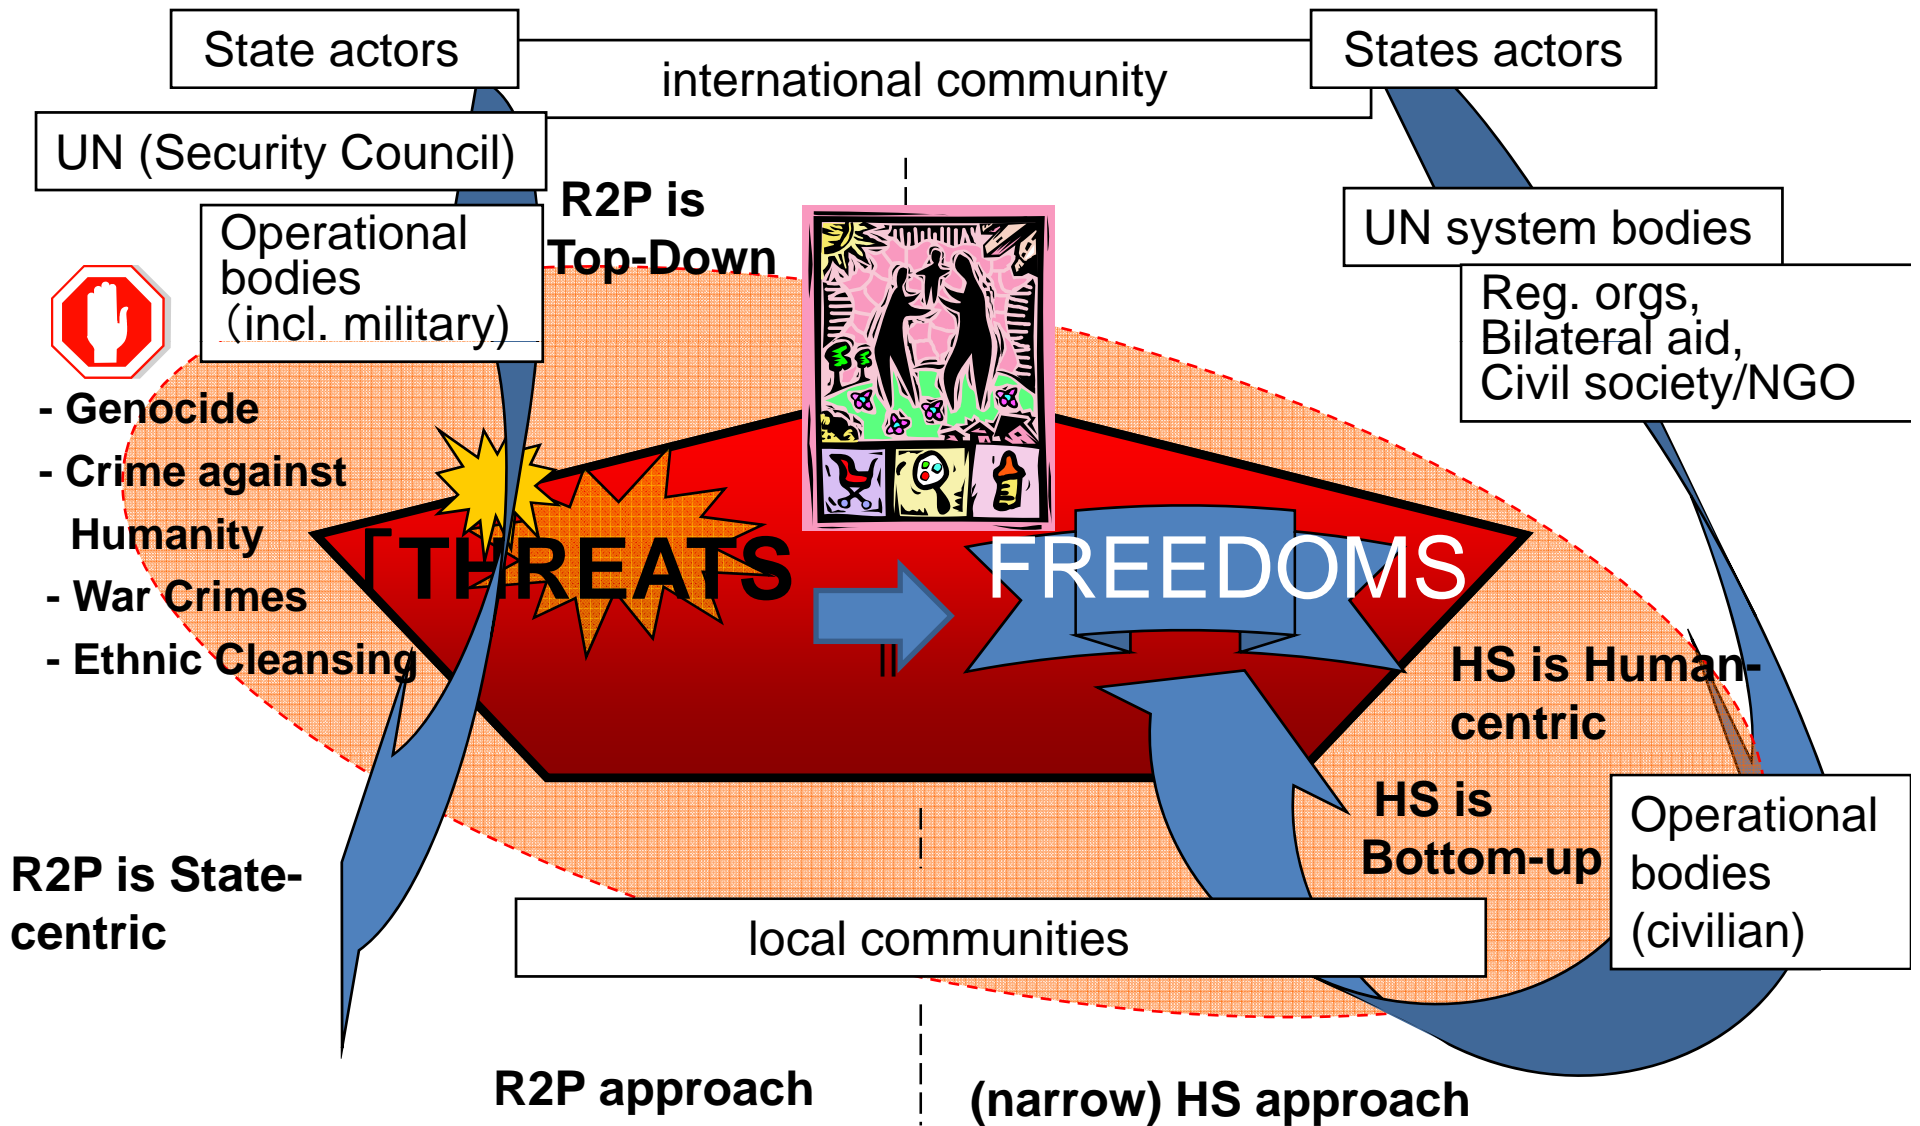 State actors
international community
States actors
UN (Security Council)
R2P is
Top-Down
Operational
bodies
（incl. military)
UN system bodies
Reg. orgs,
Bilateral aid,
Civil society/NGO
- Genocide
- Crime against
Humanity
- War Crimes
- Ethnic Cleansing
「THREATS
FREEDOMS
HS is Human-
centric
HS is
Bottom-up
Operational
bodies
(civilian)
R2P is State-
centric
local communities
R2P approach
(narrow) HS approach